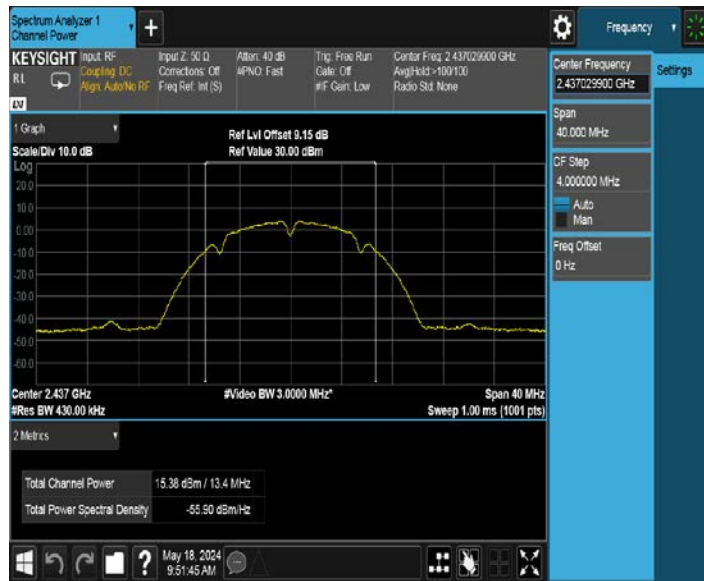 Spectrum Analyzer 1
Channel Power
+
Frequency
KEYSIGHT
RL
LXI
Input: RF
Coupling: DC
Align: Auto/No RF
Input Z: 50 Ω
Corrections: Off
Freq Ref: Int (S)
Atten: 40 dB
#PNO: Fast
Trig: Free Run
Gate: Off
#IF Gain: Low
Center Freq: 2.437029900 GHz
Avg|Hold:>100/100
Radio Std: None
Center Frequency
2.437029900 GHz
Settings
Span
40.000 MHz
CF Step
4.000000 MHz
Auto
Man
Freq Offset
0 Hz
1 Graph
Scale/Div 10.0 dB
Ref Lvl Offset 9.15 dB
Ref Value 30.00 dBm
Log
20.0
10.0
0.00
-10.0
-20.0
-30.0
-40.0
-50.0
-60.0
Center 2.437 GHz
#Video BW 3.0000 MHz*
Span 40 MHz
#Res BW 430.00 kHz
Sweep 1.00 ms (1001 pts)
2 Metrics
Total Channel Power 15.38 dBm / 13.4 MHz
Total Power Spectral Density -55.90 dBm/Hz
?
May 18, 2024
9:51:45 AM